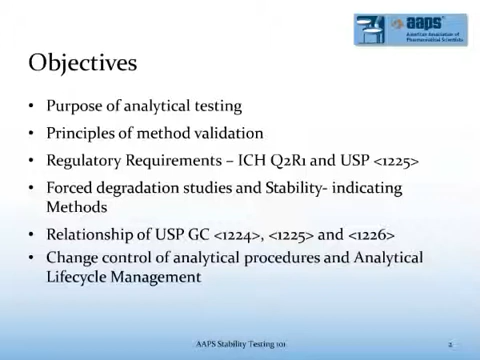 aaps
American Association of
Pharmaceutical Scientists
Objectives
• Purpose of analytical testing
• Principles of method validation
• Regulatory Requirements – ICH Q2R1 and USP <1225>
• Forced degradation studies and Stability- indicating
Methods
• Relationship of USP GC <1224>, <1225> and <1226>
• Change control of analytical procedures and Analytical
Lifecycle Management
AAPS Stability Testing 101
2